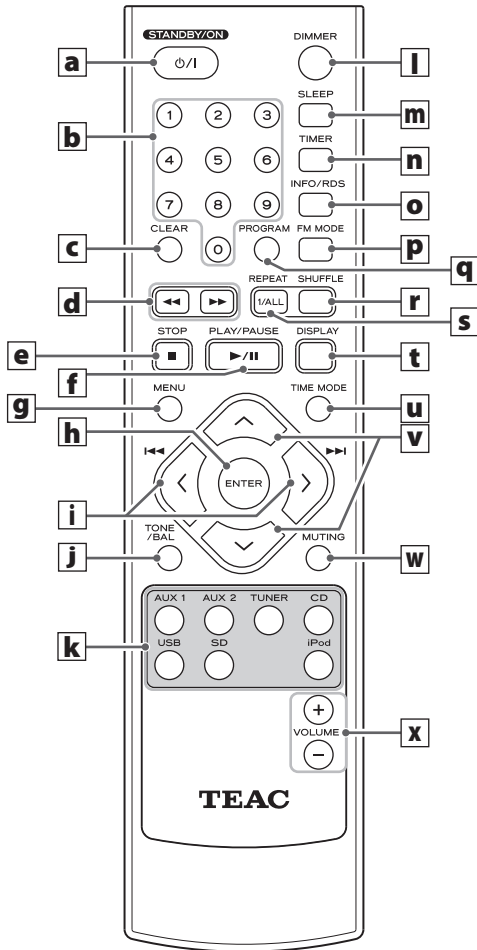 STANDBY/ON
DIMMER
a
⏻/I
l
SLEEP
m
b
1 2 3
TIMER
n
4 5 6
INFO/RDS
o
7 8 9
CLEAR
PROGRAM
FM MODE
p
c
0
q
REPEAT
SHUFFLE
d
◀◀ ▶▶
1/ALL
r
s
STOP
PLAY/PAUSE
DISPLAY
e
■
▶/II
t
f
MENU
TIME MODE
g
u
h
v
I◀◀
▶▶I
ENTER
i
TONE
/BAL
MUTING
j
w
AUX 1
AUX 2
TUNER
CD
k
USB
SD
iPod
+
VOLUME
x
−
TEAC